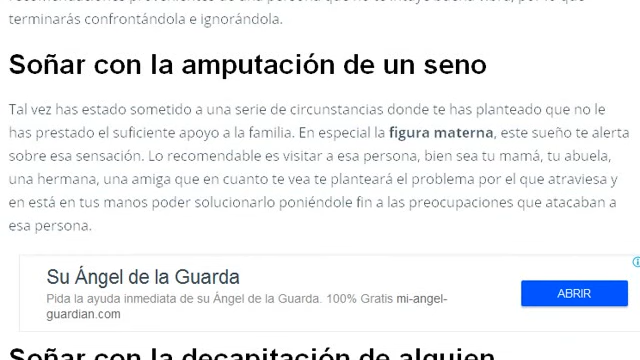 terminarás confrontándola e ignorándola.
Soñar con la amputación de un seno
Tal vez has estado sometido a una serie de circunstancias donde te has planteado que no le
has prestado el suficiente apoyo a la familia. En especial la figura materna, este sueño te alerta
sobre esa sensación. Lo recomendable es visitar a esa persona, bien sea tu mamá, tu abuela,
una hermana, una amiga que en cuanto te vea te planteará el problema por el que atraviesa y
en está en tus manos poder solucionarlo poniéndole fin a las preocupaciones que atacaban a
esa persona.
Su Ángel de la Guarda
Pida la ayuda inmediata de su Ángel de la Guarda. 100% Gratis mi-angel-
guardian.com
ABRIR
Soñar con la decapitación de alguien